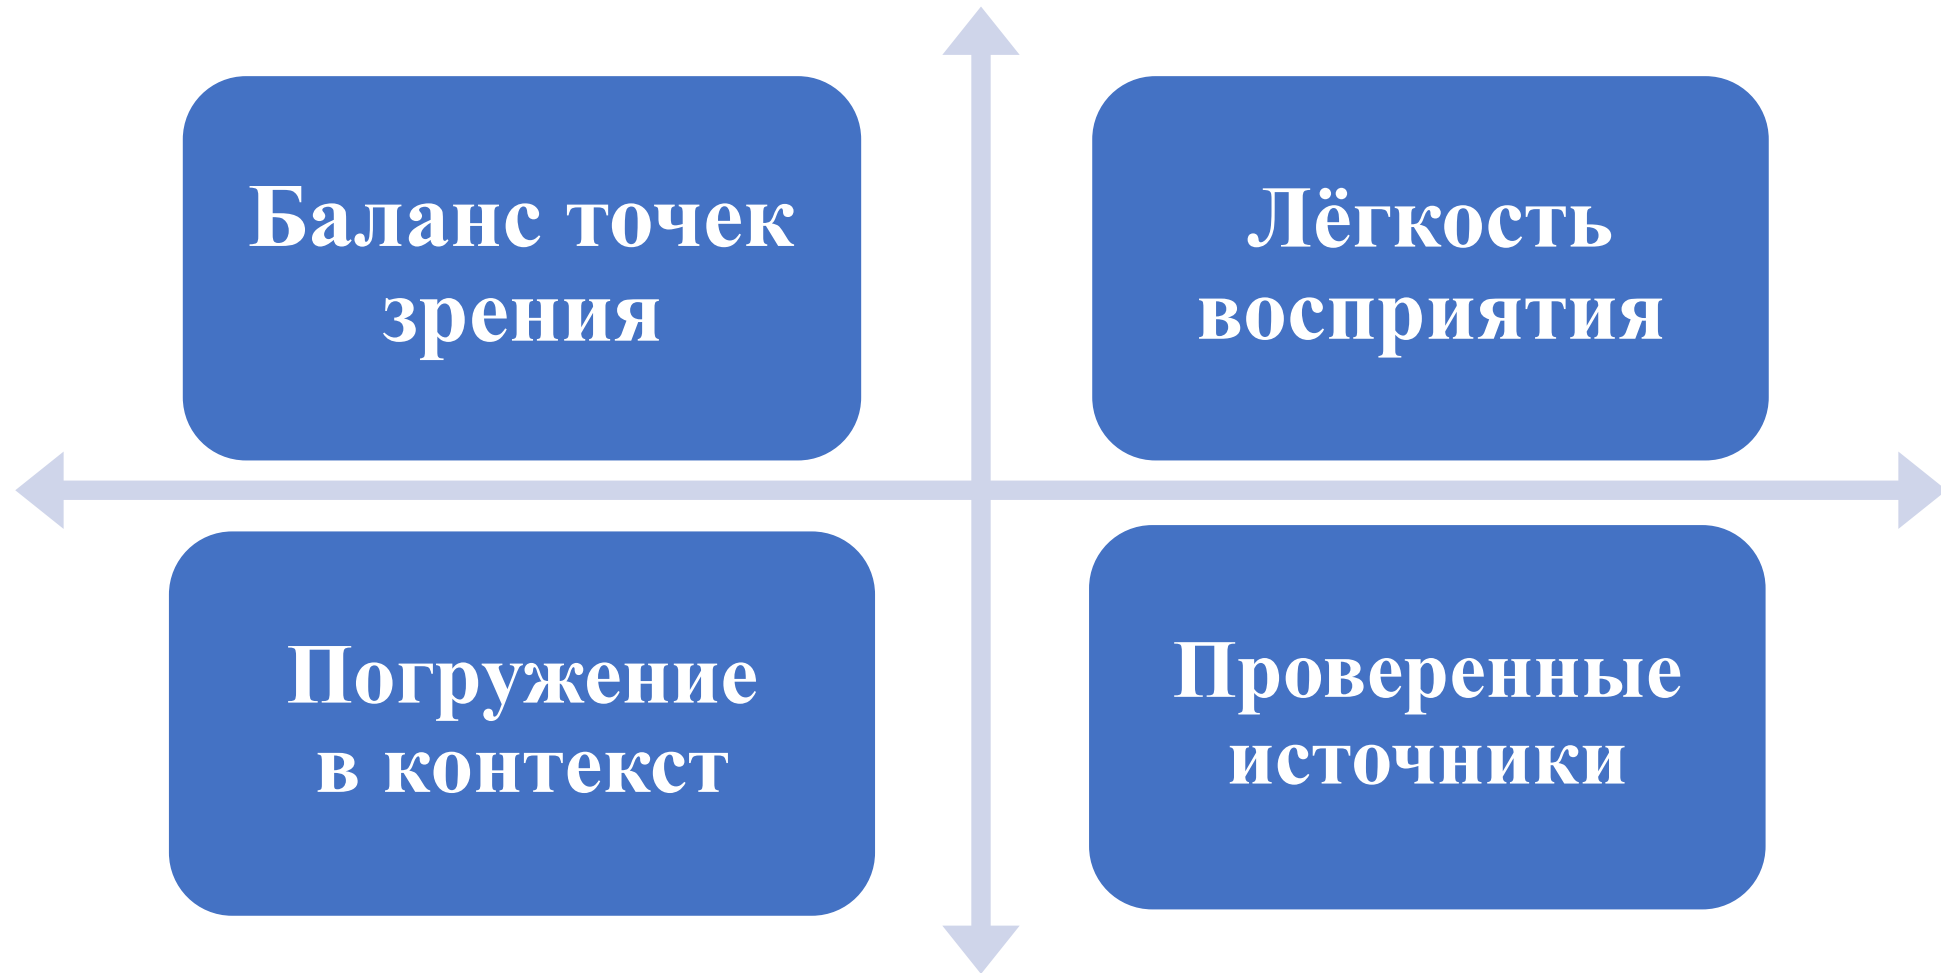 Баланс точек
зрения
Лёгкость
восприятия
Погружение
в контекст
Проверенные
источники